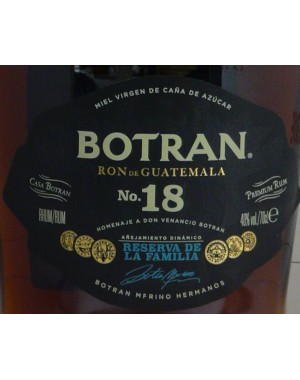 MIEL VIRGEN DE CAÑA DE AZÚCAR
BOTRAN®
RON DE GUATEMALA
No. 18
CASA BOTRAN
PREMIUM RUM
RHUM/RUM
40% vol./70cl. e
HOMENAJE A DON VENANCIO BOTRAN
AÑEJAMIENTO DINÁMICO
RESERVA DE
LA FAMILIA
BOTRAN MERINO HERMANOS